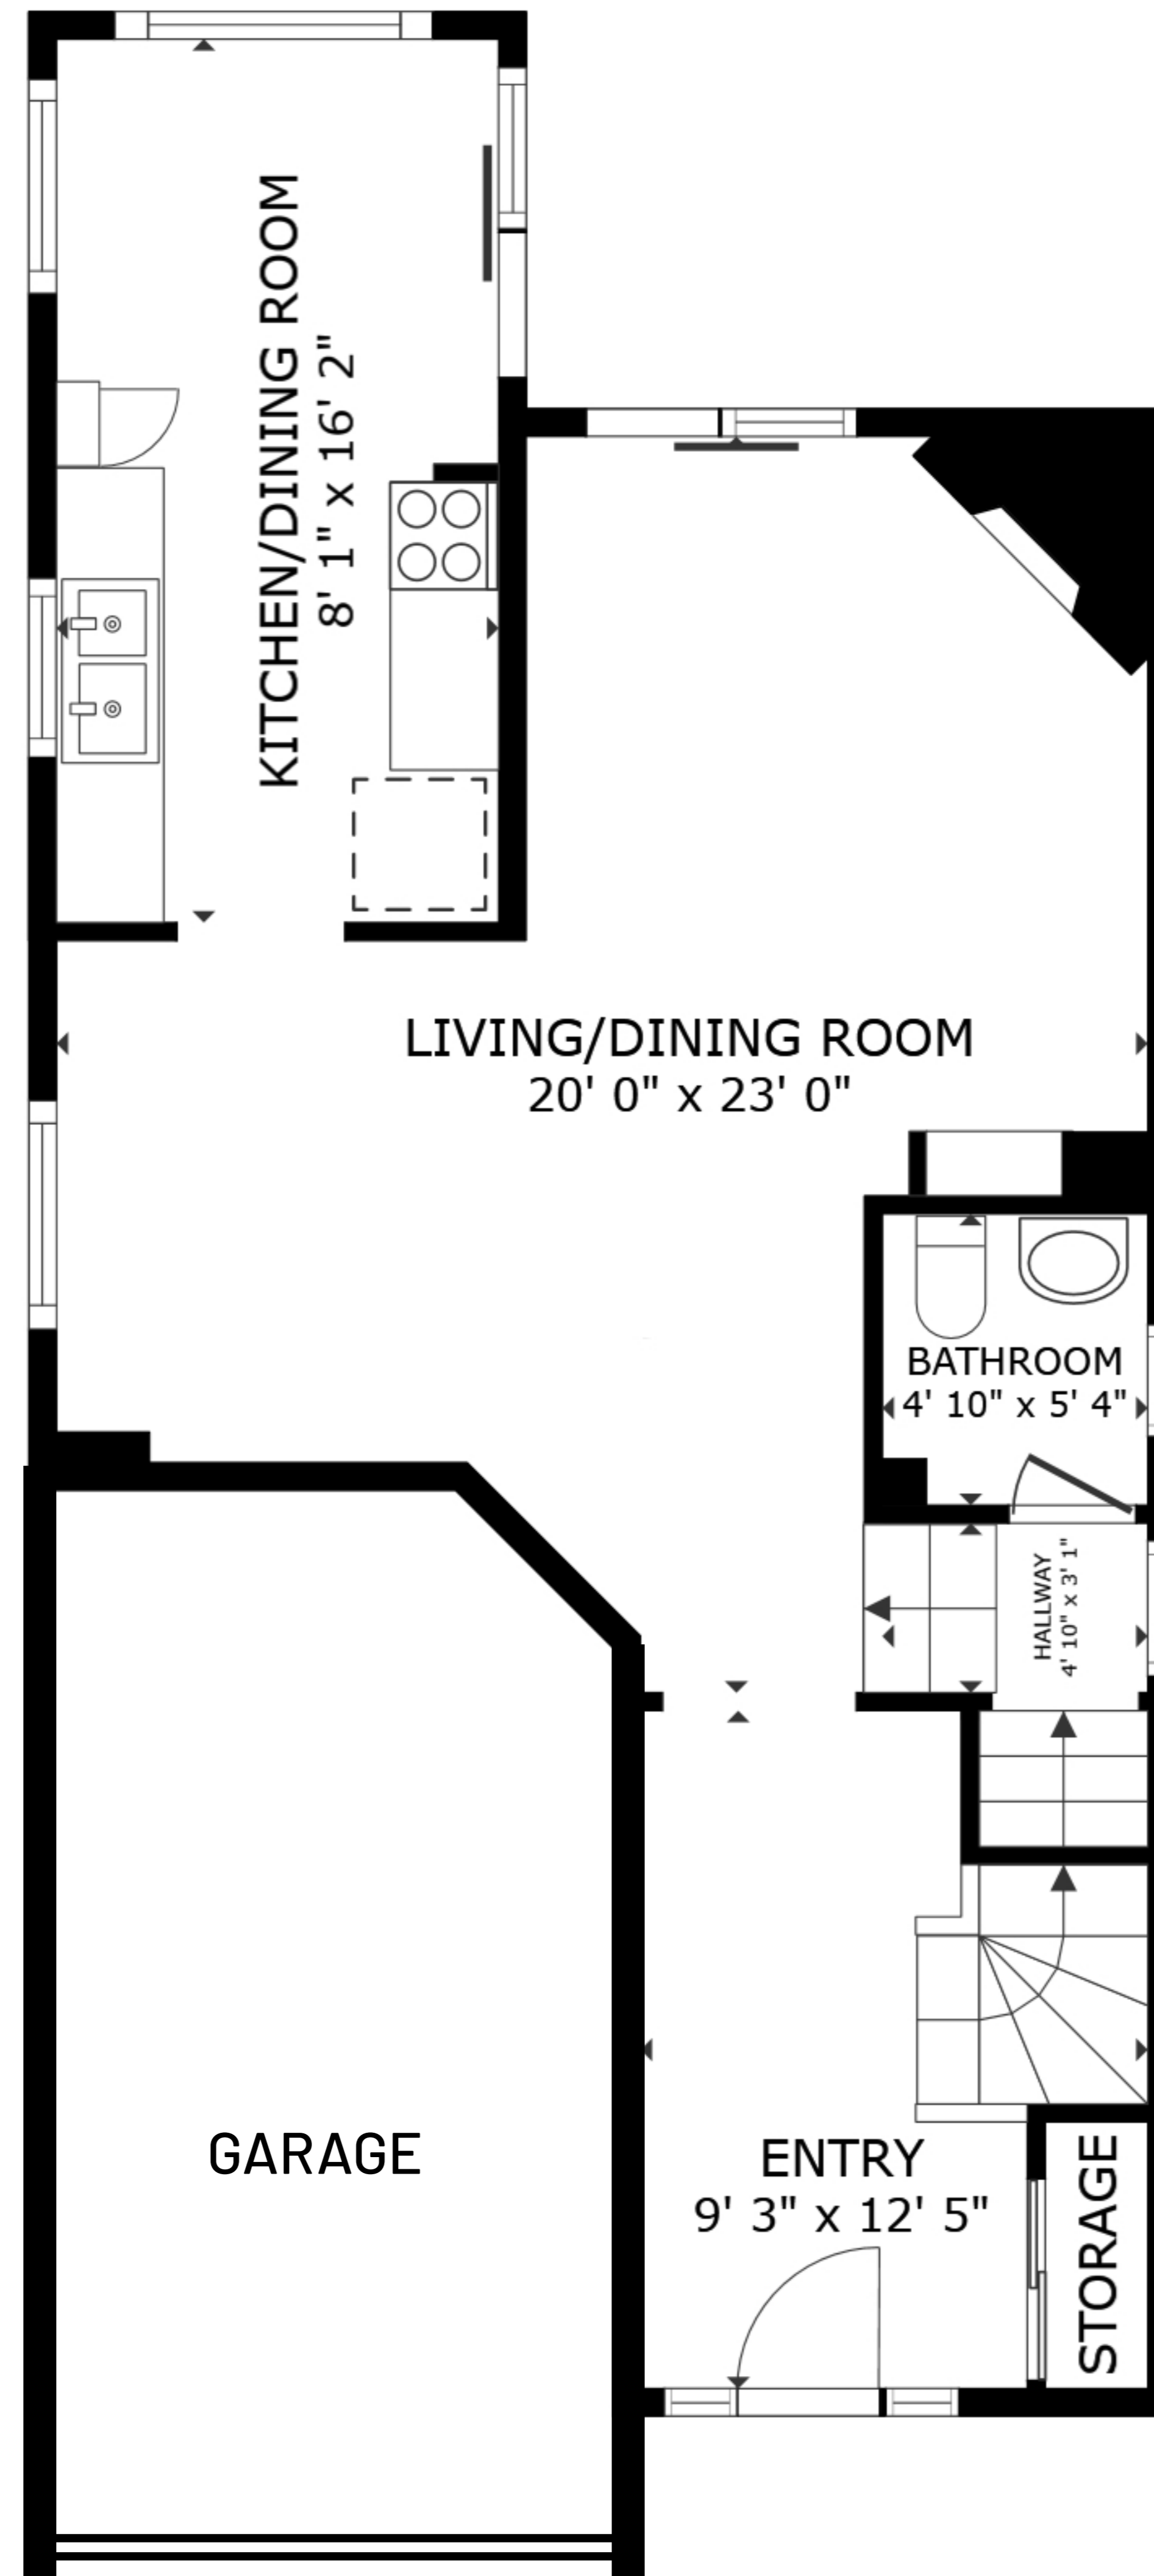 KITCHEN/DINING ROOM
8' 1" x 16' 2"
LIVING/DINING ROOM
20' 0" x 23' 0"
BATHROOM
4' 10" x 5' 4"
HALLWAY
4' 10" x 3' 1"
GARAGE
ENTRY
9' 3" x 12' 5"
STORAGE